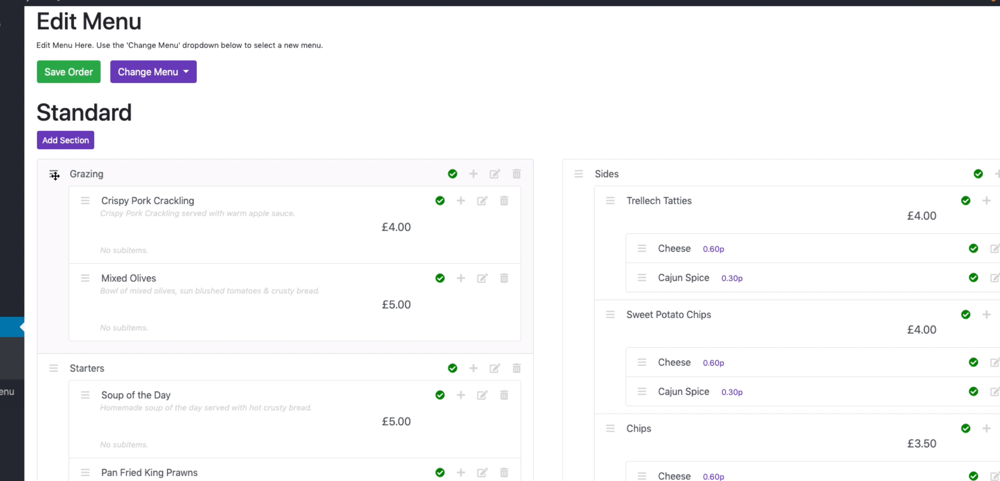 Edit Menu
Edit Menu Here. Use the 'Change Menu' dropdown below to select a new menu.
Save Order
Change Menu
Standard
Add Section
Grazing
Crispy Pork Crackling
Crispy Pork Crackling served with warm apple sauce.
£4.00
No subitems.
Mixed Olives
Bowl of mixed olives, sun blushed tomatoes & crusty bread.
£5.00
No subitems.
Starters
Soup of the Day
Homemade soup of the day served with hot crusty bread.
£5.00
No subitems.
Pan Fried King Prawns
Sides
Trellech Tatties
£4.00
Cheese 0.60p
Cajun Spice 0.30p
Sweet Potato Chips
£4.00
Cheese 0.60p
Cajun Spice 0.30p
Chips
£3.50
Cheese 0.60p
enu